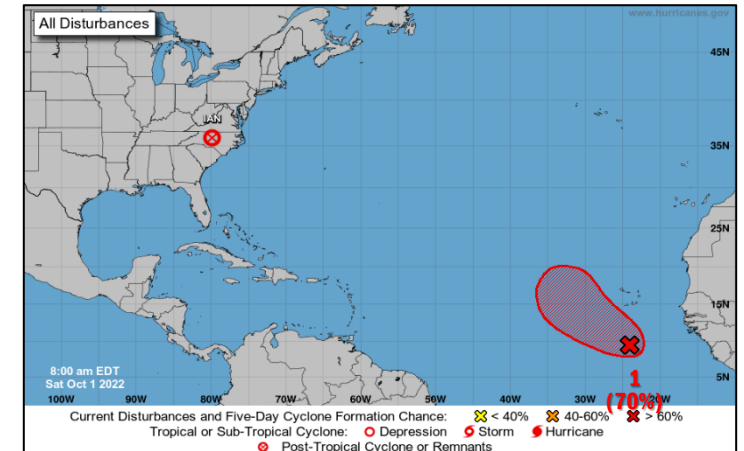 All Disturbances
www.hurricanes.gov
45N
IAN
35N
25N
15N
8:00 am EDT
Sat Oct 1 2022
5N
1
(70%)
100W 90W 80W 70W 60W 50W 40W 30W 20W
Current Disturbances and Five-Day Cyclone Formation Chance: < 40% 40-60% > 60%
Tropical or Sub-Tropical Cyclone: Depression Storm Hurricane
Post-Tropical Cyclone or Remnants